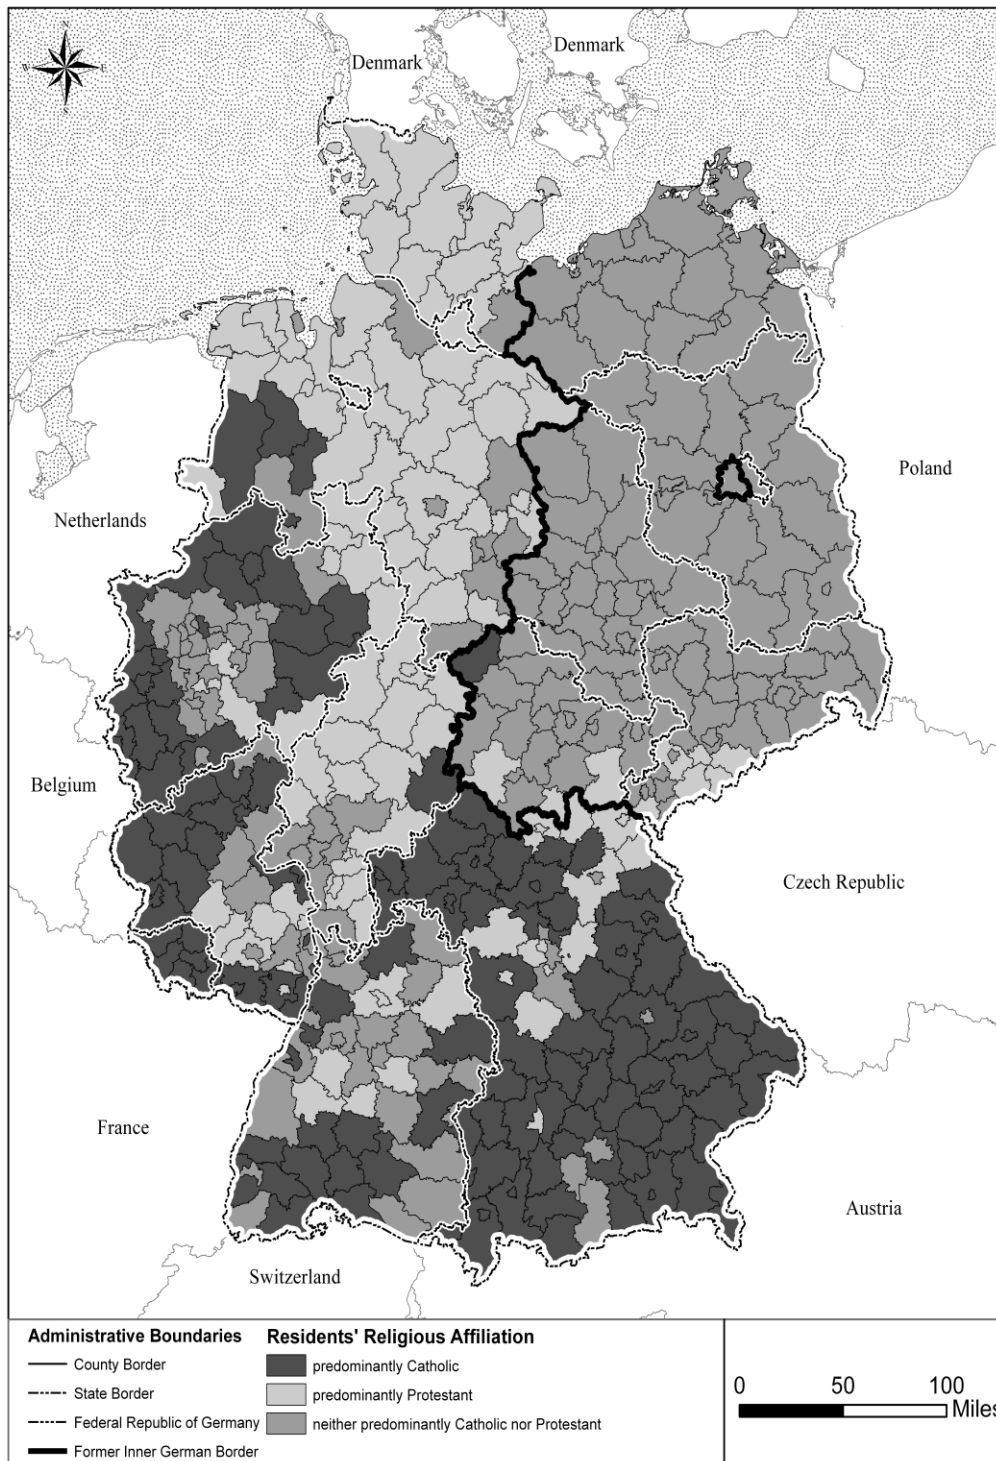 N
W E
S
Denmark
Denmark
Poland
Netherlands
Belgium
Czech Republic
France
Austria
Switzerland
Administrative Boundaries
County Border
State Border
Federal Republic of Germany
Former Inner German Border
Residents' Religious Affiliation
predominantly Catholic
predominantly Protestant
neither predominantly Catholic nor Protestant
0 50 100
Miles